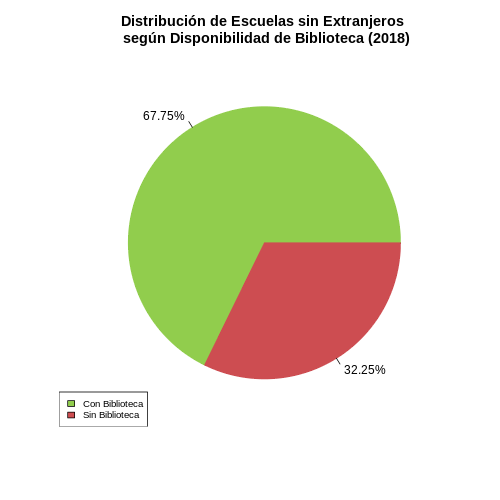 Distribución de Escuelas sin Extranjeros
según Disponibilidad de Biblioteca (2018)
67.75%
32.25%
Con Biblioteca
Sin Biblioteca